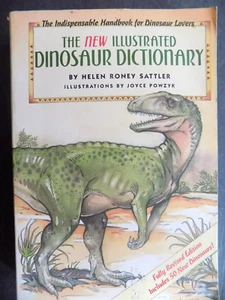 The Indispensable Handbook for Dinosaur Lovers
THE NEW ILLUSTRATED
DINOSAUR DICTIONARY
BY HELEN RONEY SATTLER
ILLUSTRATIONS BY JOYCE POWZYK
Fully Revised Edition
Includes 50 New Dinosaurs!